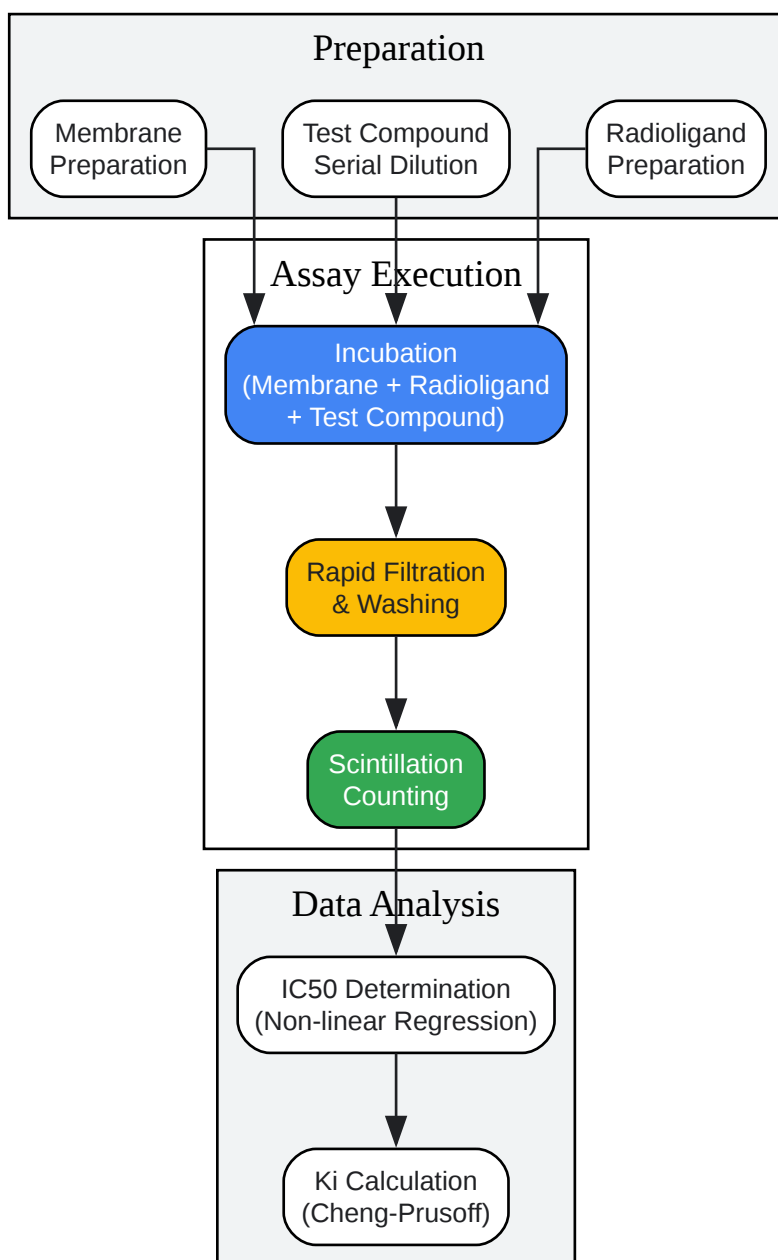 Preparation
Membrane
Preparation
Test Compound
Serial Dilution
Radioligand
Preparation
Assay Execution
Incubation
(Membrane + Radioligand
+ Test Compound)
Rapid Filtration
& Washing
Scintillation
Counting
Data Analysis
IC50 Determination
(Non-linear Regression)
Ki Calculation
(Cheng-Prusoff)